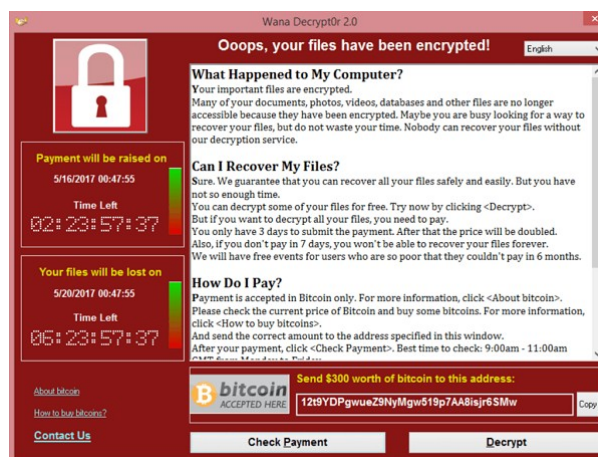 Wana Decrypt0r 2.0
Ooops, your files have been encrypted!
English
What Happened to My Computer?
Your important files are encrypted.
Many of your documents, photos, videos, databases and other files are no longer
accessible because they have been encrypted. Maybe you are busy looking for a way to
recover your files, but do not waste your time. Nobody can recover your files without
our decryption service.
Can I Recover My Files?
Sure. We guarantee that you can recover all your files safely and easily. But you have
not so enough time.
You can decrypt some of your files for free. Try now by clicking <Decrypt>.
But if you want to decrypt all your files, you need to pay.
You only have 3 days to submit the payment. After that the price will be doubled.
Also, if you don't pay in 7 days, you won't be able to recover your files forever.
We will have free events for users who are so poor that they couldn't pay in 6 months.
How Do I Pay?
Payment is accepted in Bitcoin only. For more information, click <About bitcoin>.
Please check the current price of Bitcoin and buy some bitcoins. For more information,
click <How to buy bitcoins>.
And send the correct amount to the address specified in this window.
After your payment, click <Check Payment>. Best time to check: 9:00am - 11:00am
GMT from Monday to Friday
Payment will be raised on
5/16/2017 00:47:55
Time Left
02:23:57:37
Your files will be lost on
5/20/2017 00:47:55
Time Left
06:23:57:37
About bitcoin
How to buy bitcoins?
Contact Us
bitcoin
ACCEPTED HERE
Send $300 worth of bitcoin to this address:
12t9YDPgwueZ9NyMgw519p7AA8isjr6SMw
Copy
Check Payment
Decrypt